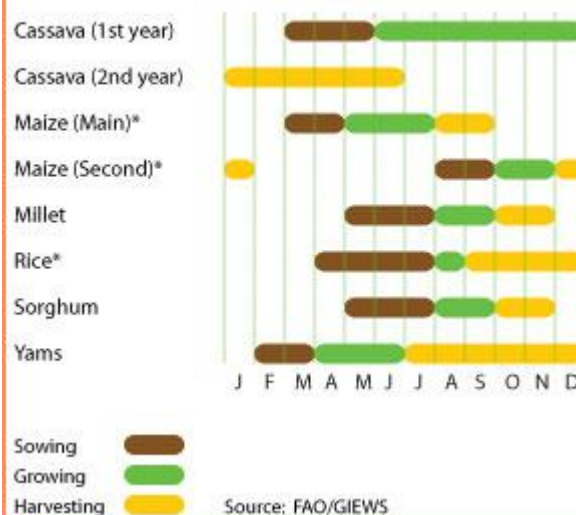 Cassava (1st year)
Cassava (2nd year)
Maize (Main)*
Maize (Second)*
Millet
Rice*
Sorghum
Yams
J F M A M J J A S O N D
Sowing
Growing
Harvesting
Source: FAO/GIEWS